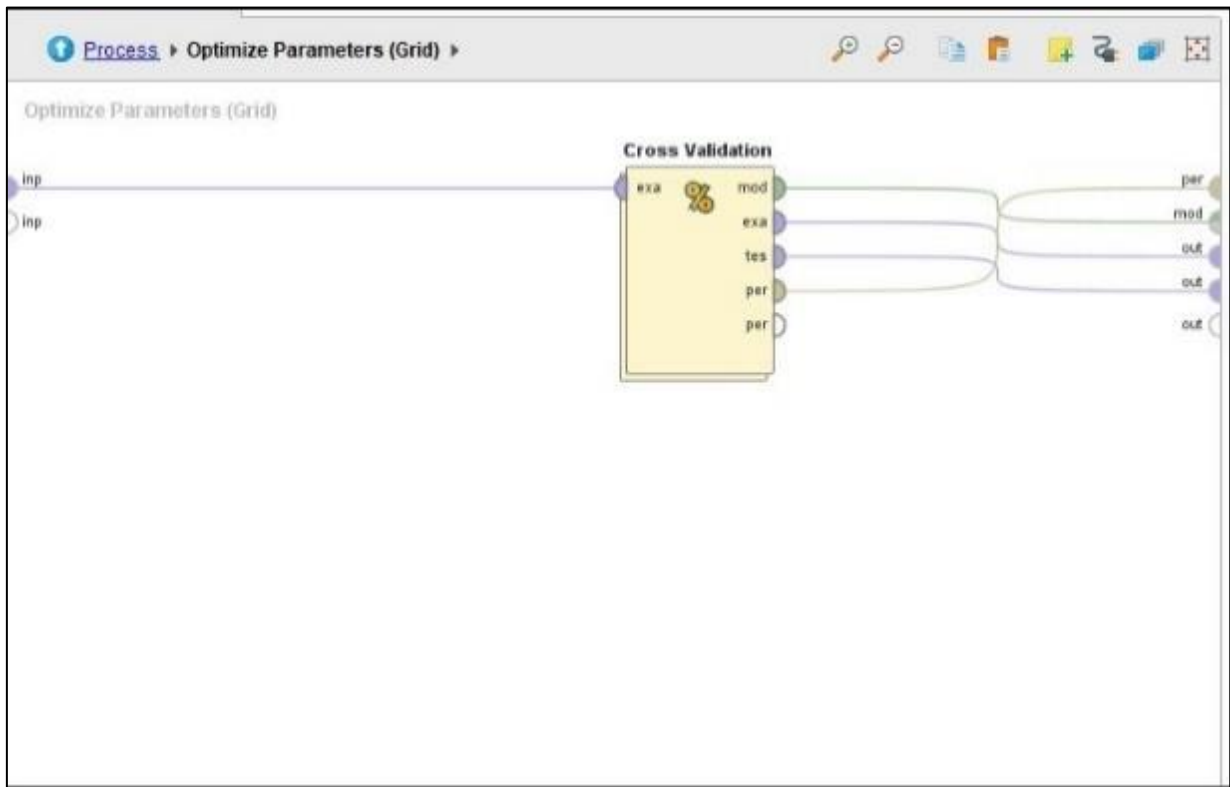 Process Optimize Parameters (Grid)
Optimize Parameters (Grid)
Cross Validation
inp
inp
exa
mod
exa
tes
per
per
per
mod
out
out
out